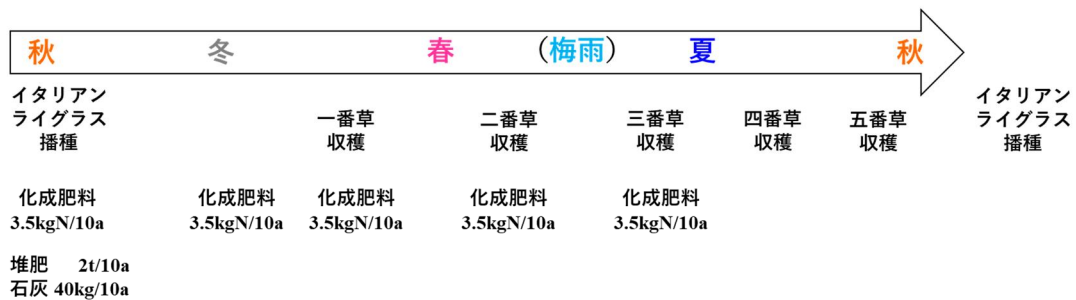 秋 冬 春 （梅雨） 夏 秋
イタリアン
ライグラス
播種
一番草
収穫
二番草
収穫
三番草
収穫
四番草
収穫
五番草
収穫
イタリアン
ライグラス
播種
化成肥料
3.5kgN/10a
化成肥料
3.5kgN/10a
化成肥料
3.5kgN/10a
化成肥料
3.5kgN/10a
化成肥料
3.5kgN/10a
堆肥 2t/10a
石灰 40kg/10a